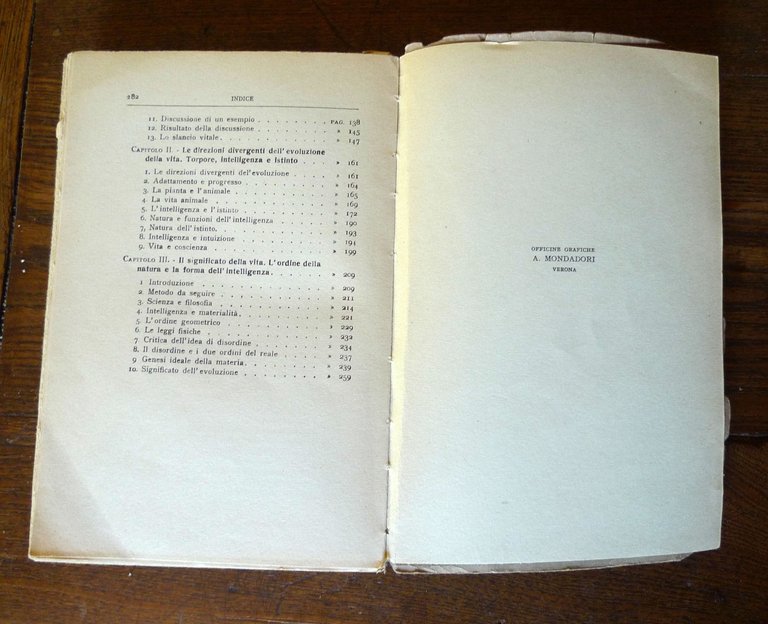 282 INDICE
11. Discussione di un esempio . . . . . . . . PAG. 138
12. Risultato della discussione . . . . . . . . » 145
13. Lo slancio vitale . . . . . . . . . . . » 147
CAPITOLO II. - Le direzioni divergenti dell'evoluzione
della vita. Torpore, intelligenza e istinto . . . » 161
1. Le direzioni divergenti del'evoluzione . . . . » 161
2. Adattamento e progresso . . . . . . . . » 164
3. La pianta e l'animale . . . . . . . . . » 165
4. La vita animale . . . . . . . . . . . » 169
5. L'intelligenza e l'istinto . . . . . . . . . » 172
6. Natura e funzioni dell'intelligenza . . . . . » 190
7, Natura dell'istinto. . . . . . . . . . . » 193
8. Intelligenza e intuizione . . . . . . . . » 194
9. Vita e coscienza . . . . . . . . . . . » 199
CAPITOLO III. - Il significato della vita. L'ordine della
natura e la forma dell'intelligenza . . . . . . » 209
1 Introduzione . . . . . . . . . . . . » 209
2. Metodo da seguire . . . . . . . . . . » 211
3. Scienza e filosofia . . . . . . . . . . » 214
4. Intelligenza e materialità. . . . . . . . . » 221
5. L'ordine geometrico . . . . . . . . . . » 229
6. Le leggi fisiche . . . . . . . . . . . » 232
7. Critica dell'idea di disordine . . . . . . . » 234
8. Il disordine e i due ordini del reale . . . . . » 237
9 Genesi ideale della materia . . . . . . . . » 239
10. Significato dell'evoluzione . . . . . . . . » 259
OFFICINE GRAFICHE
A. MONDADORI
VERONA